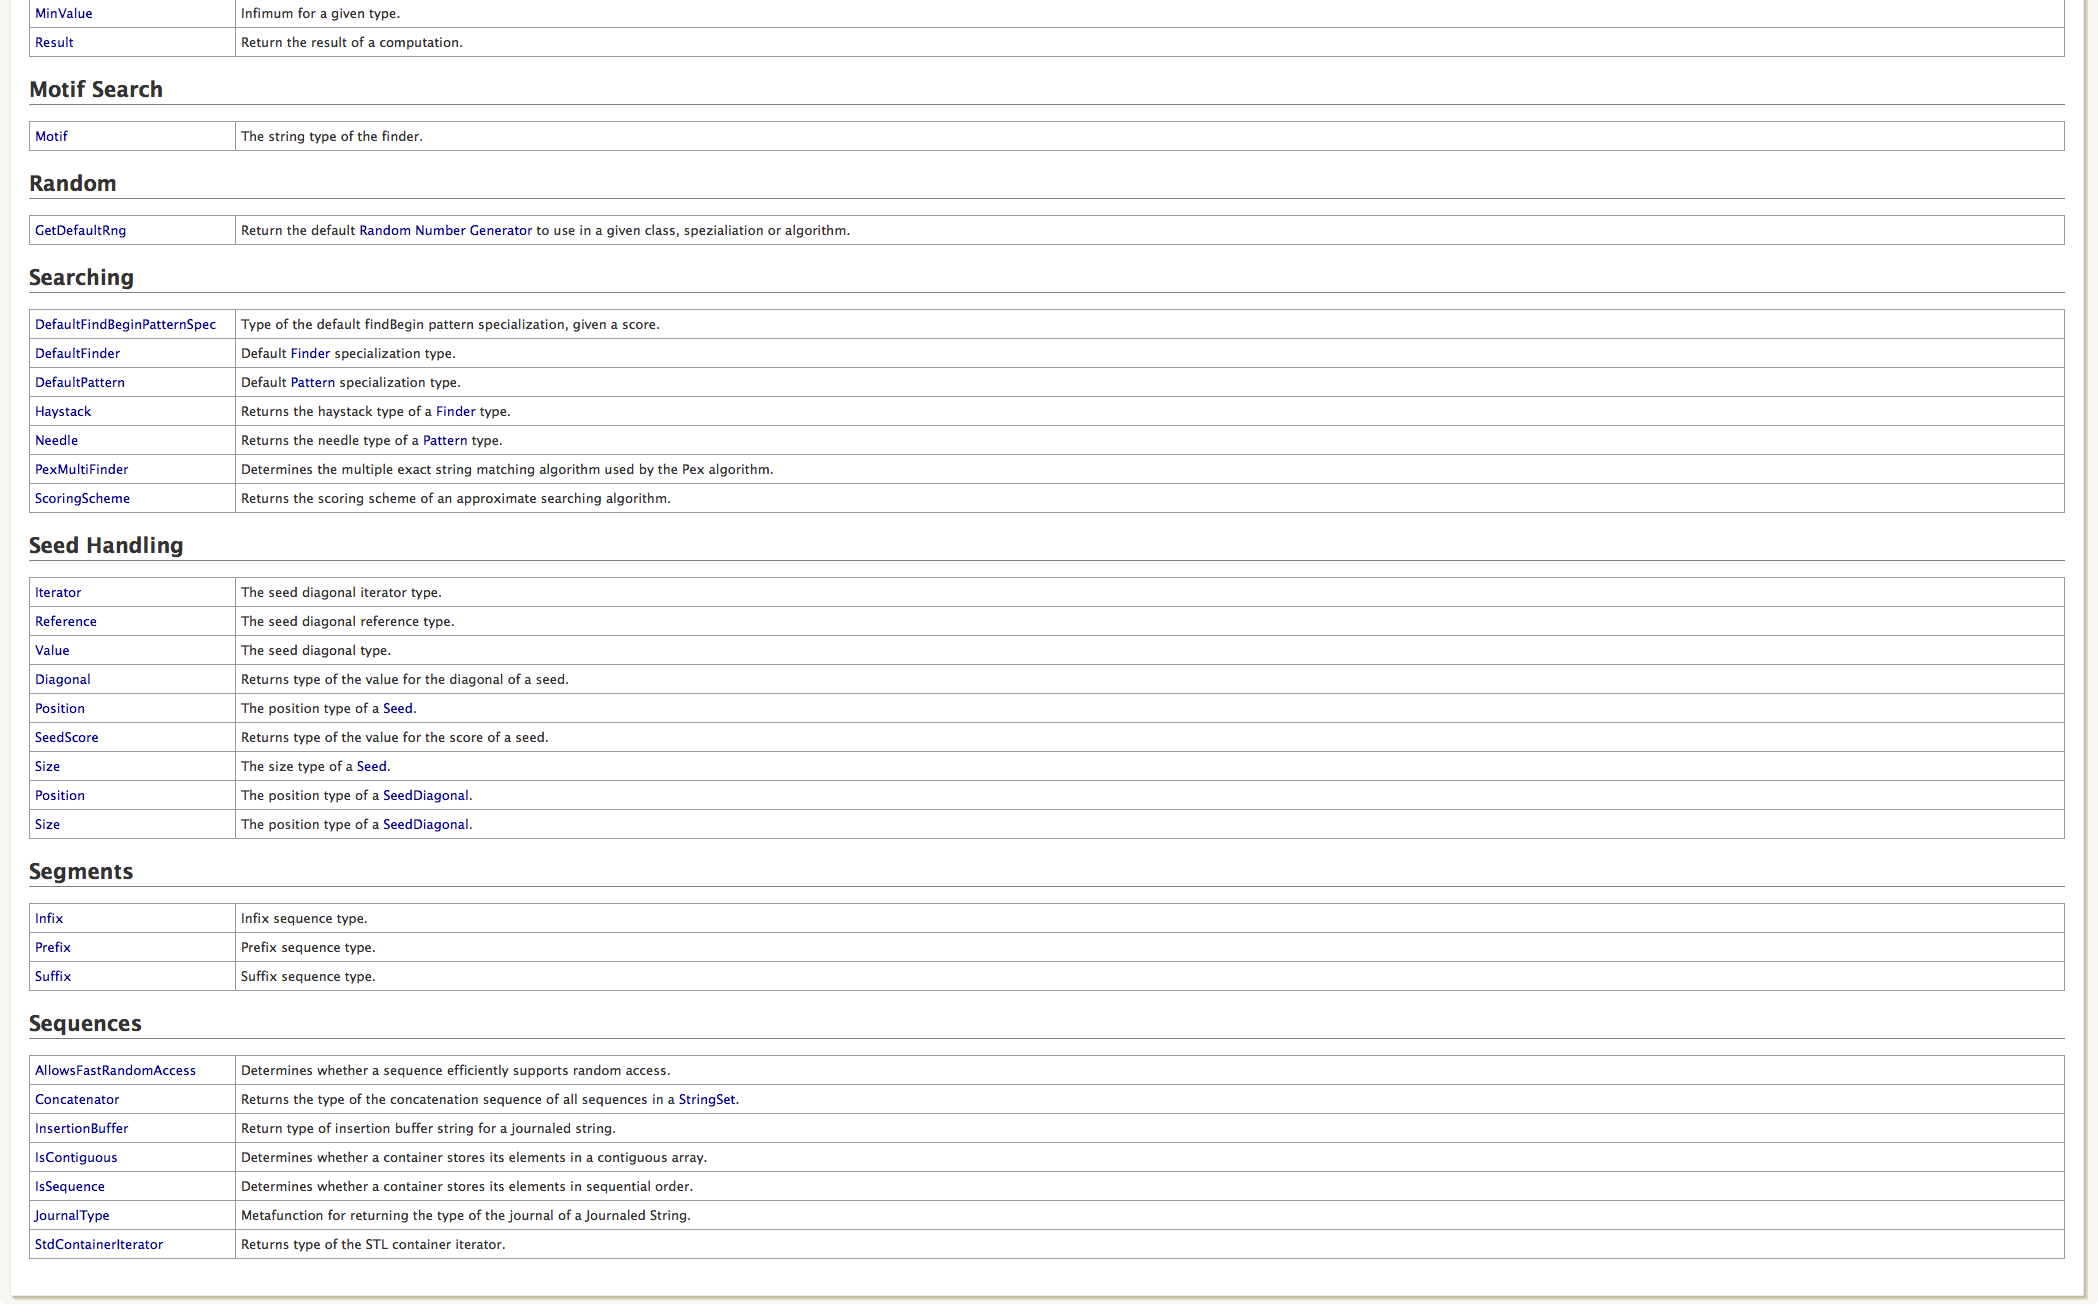 MinValue Infimum for a given type.
Result Return the result of a computation.
Motif Search
Motif The string type of the finder.
Random
GetDefaultRng Return the default Random Number Generator to use in a given class, spezialiation or algorithm.
Searching
DefaultFindBeginPatternSpec Type of the default findBegin pattern specialization, given a score.
DefaultFinder Default Finder specialization type.
DefaultPattern Default Pattern specialization type.
Haystack Returns the haystack type of a Finder type.
Needle Returns the needle type of a Pattern type.
PexMultiFinder Determines the multiple exact string matching algorithm used by the Pex algorithm.
ScoringScheme Returns the scoring scheme of an approximate searching algorithm.
Seed Handling
Iterator The seed diagonal iterator type.
Reference The seed diagonal reference type.
Value The seed diagonal type.
Diagonal Returns type of the value for the diagonal of a seed.
Position The position type of a Seed.
SeedScore Returns type of the value for the score of a seed.
Size The size type of a Seed.
Position The position type of a SeedDiagonal.
Size The position type of a SeedDiagonal.
Segments
Infix Infix sequence type.
Prefix Prefix sequence type.
Suffix Suffix sequence type.
Sequences
AllowsFastRandomAccess Determines whether a sequence efficiently supports random access.
Concatenator Returns the type of the concatenation sequence of all sequences in a StringSet.
InsertionBuffer Return type of insertion buffer string for a journaled string.
IsContiguous Determines whether a container stores its elements in a contiguous array.
IsSequence Determines whether a container stores its elements in sequential order.
JournalType Metafunction for returning the type of the journal of a Journaled String.
StdContainerIterator Returns type of the STL container iterator.